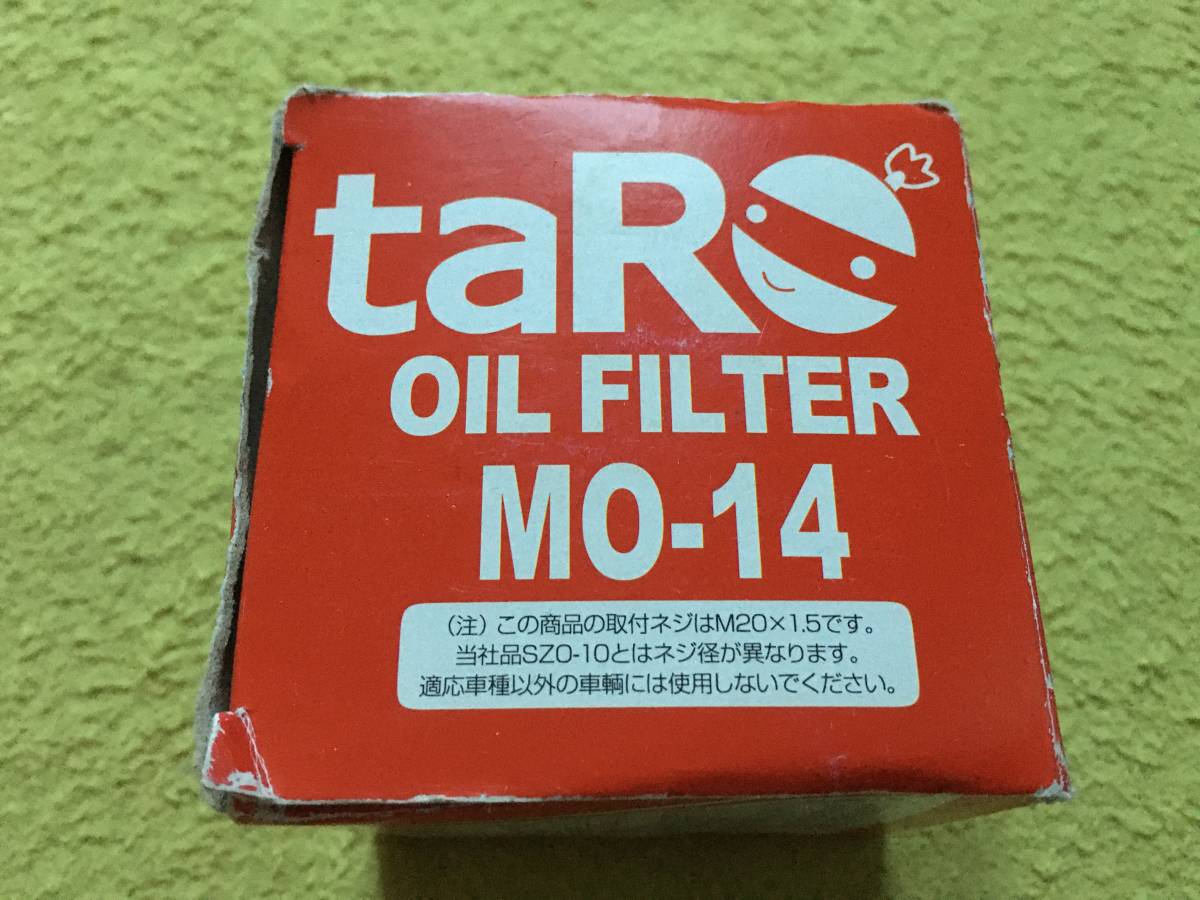 taRO
OIL FILTER
MO-14
（注）この商品の取付ネジはM20×1.5です。
当社品SZO-10とはネジ径が異なります。
適応車種以外の車輌には使用しないでください。